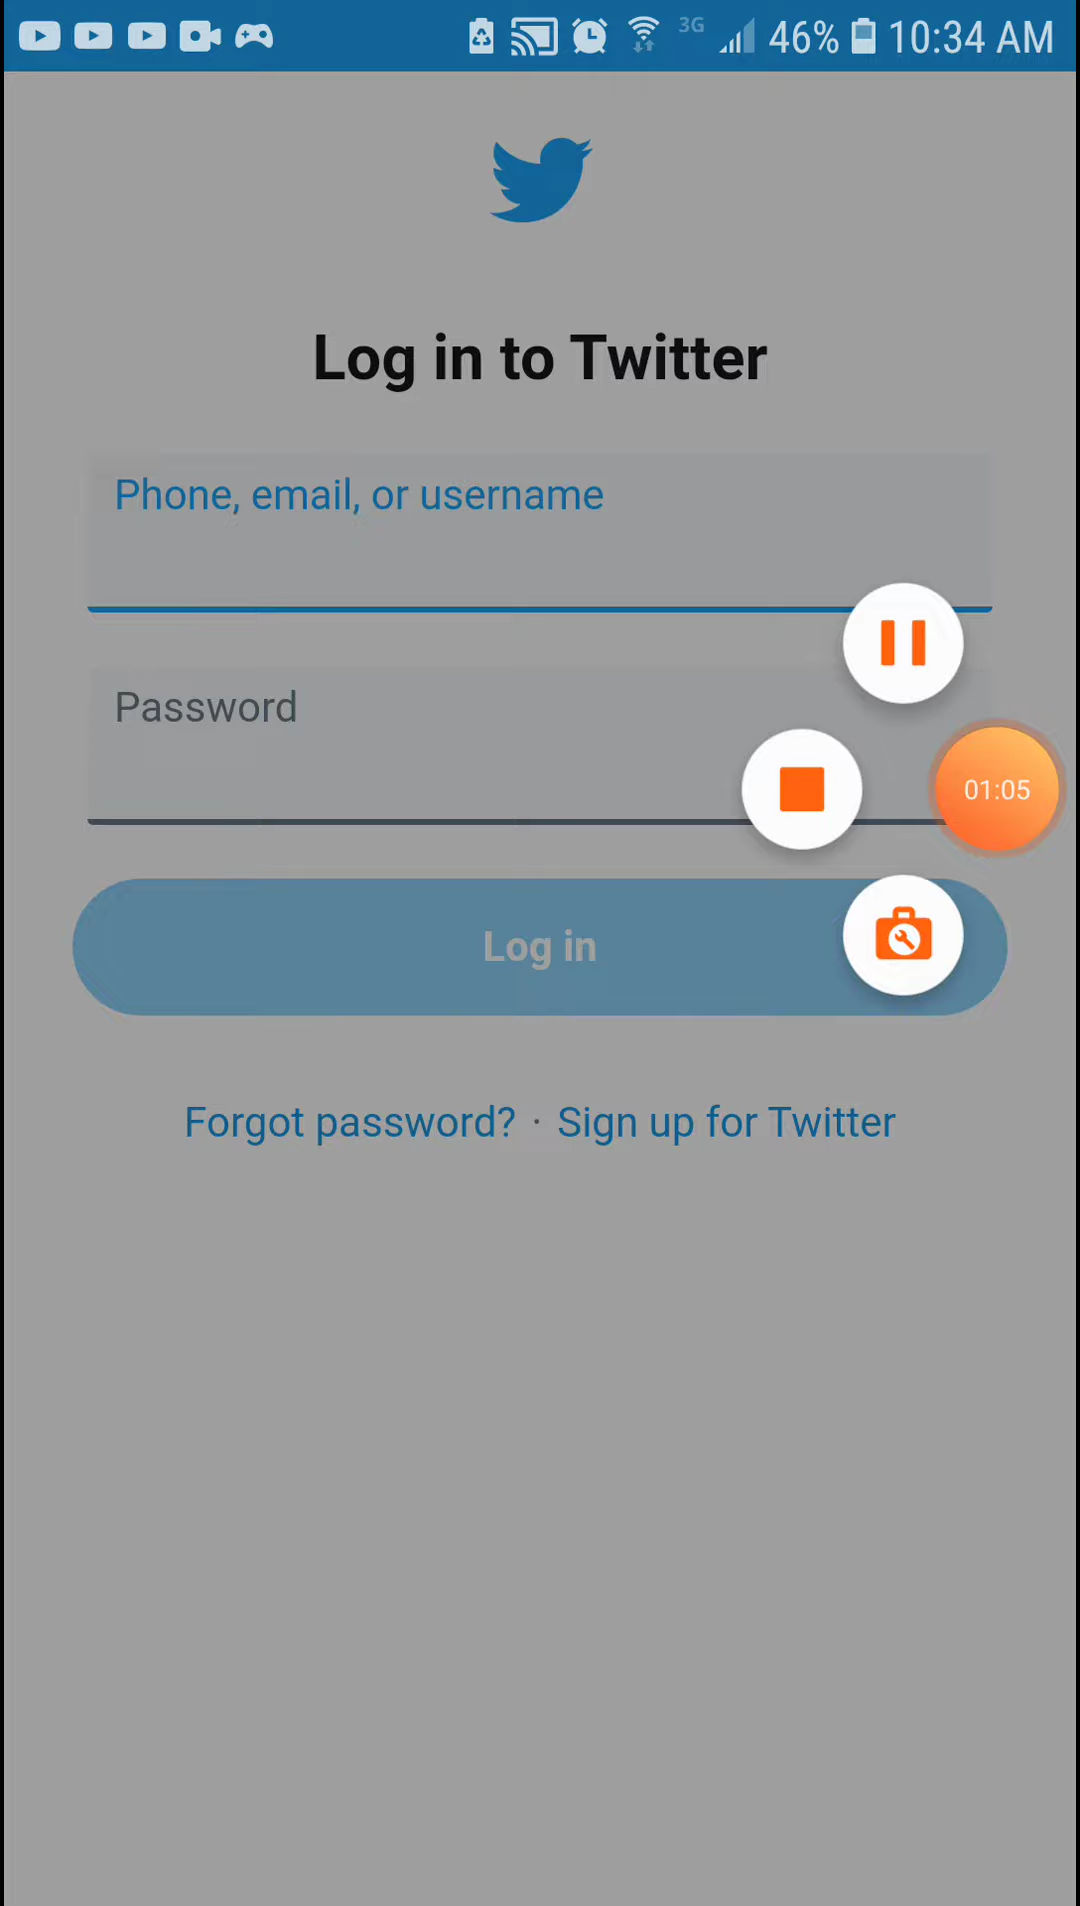 3G 46% 10:34 AM
Log in to Twitter
Phone, email, or username
Password
01:05
Log in
Forgot password? · Sign up for Twitter